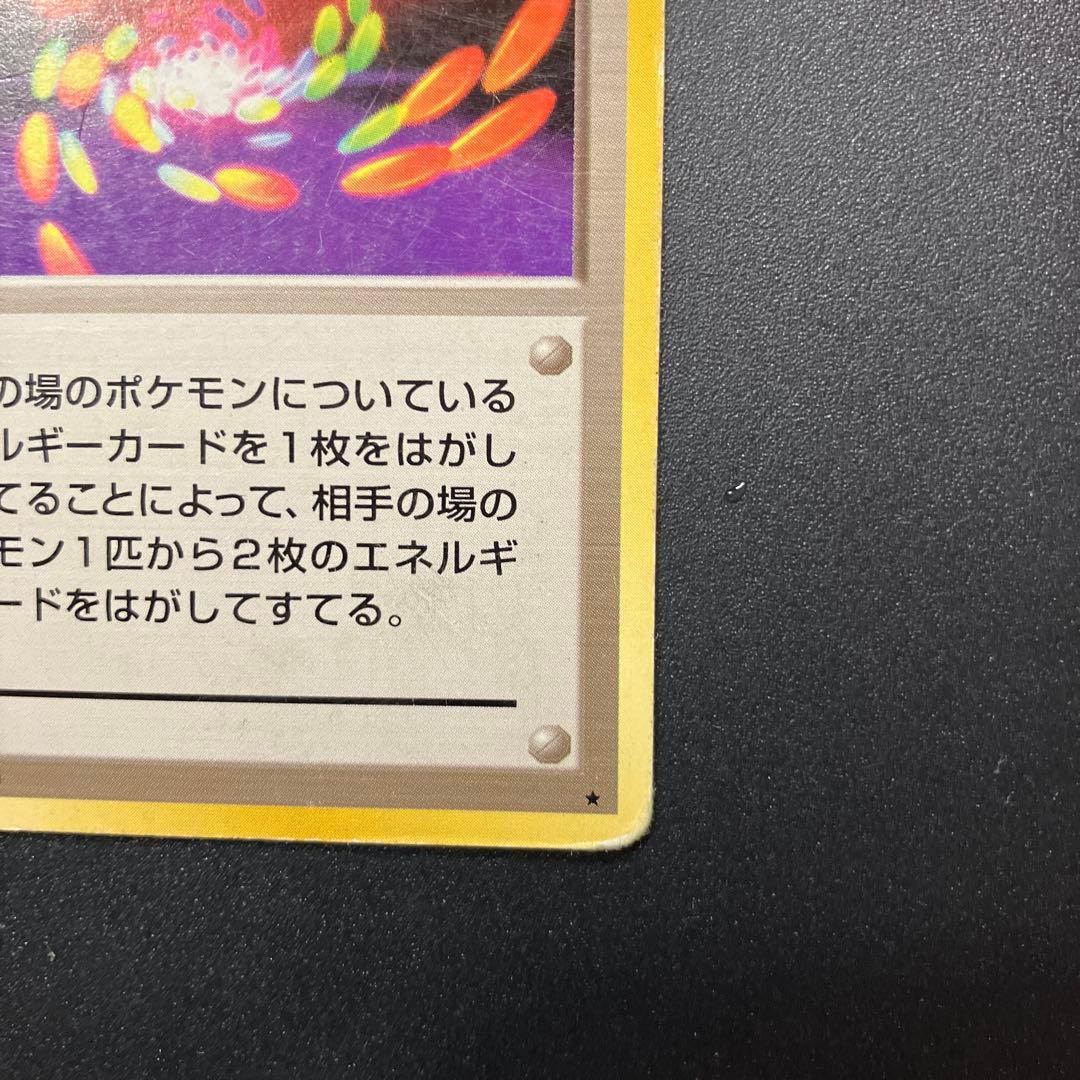 の場のポケモンについている
ルギーカードを1枚をはがし
てることによって、相手の場の
モン1匹から2枚のエネルギ
ードをはがしてすてる。
★